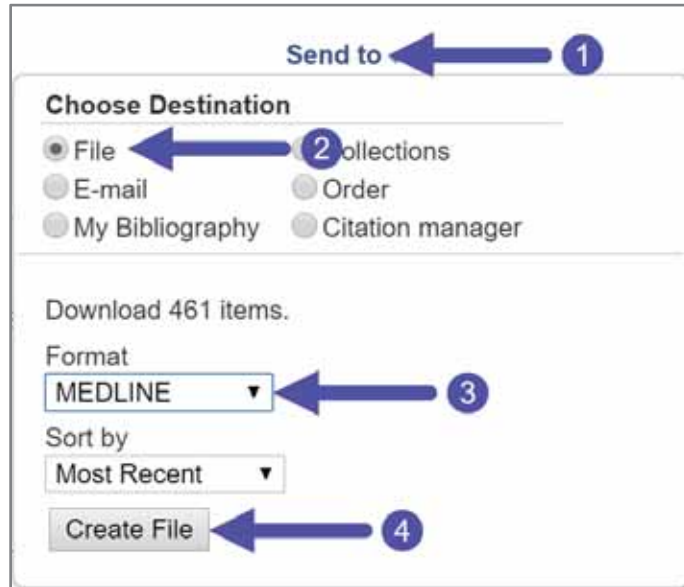 Send to 1
Choose Destination
File 2 ollections
E-mail Order
My Bibliography Citation manager
Download 461 items.
Format
MEDLINE 3
Sort by
Most Recent
Create File 4